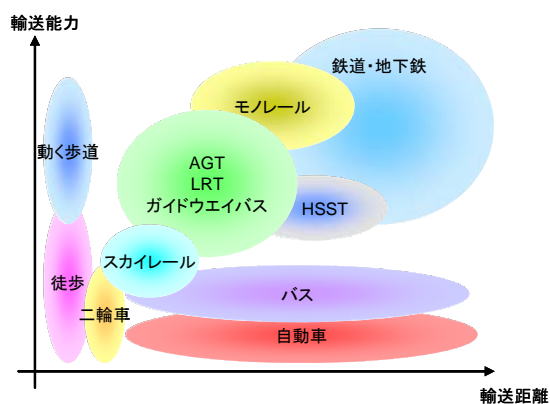 輸送能力
鉄道・地下鉄
モノレール
動く歩道
AGT
LRT
ガイドウエイバス
HSST
スカイレール
徒歩
バス
二輪車
自動車
輸送距離